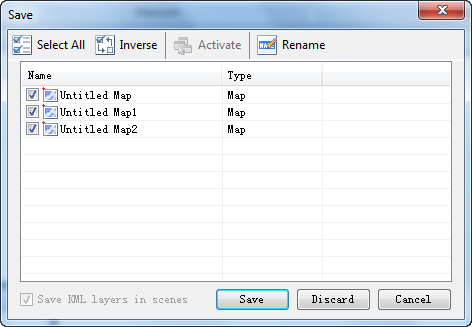 Save
Select All Inverse Activate Rename
Name Type
Untitled Map Map
Untitled Map1 Map
Untitled Map2 Map
Save KML layers in scenes Save Discard Cancel